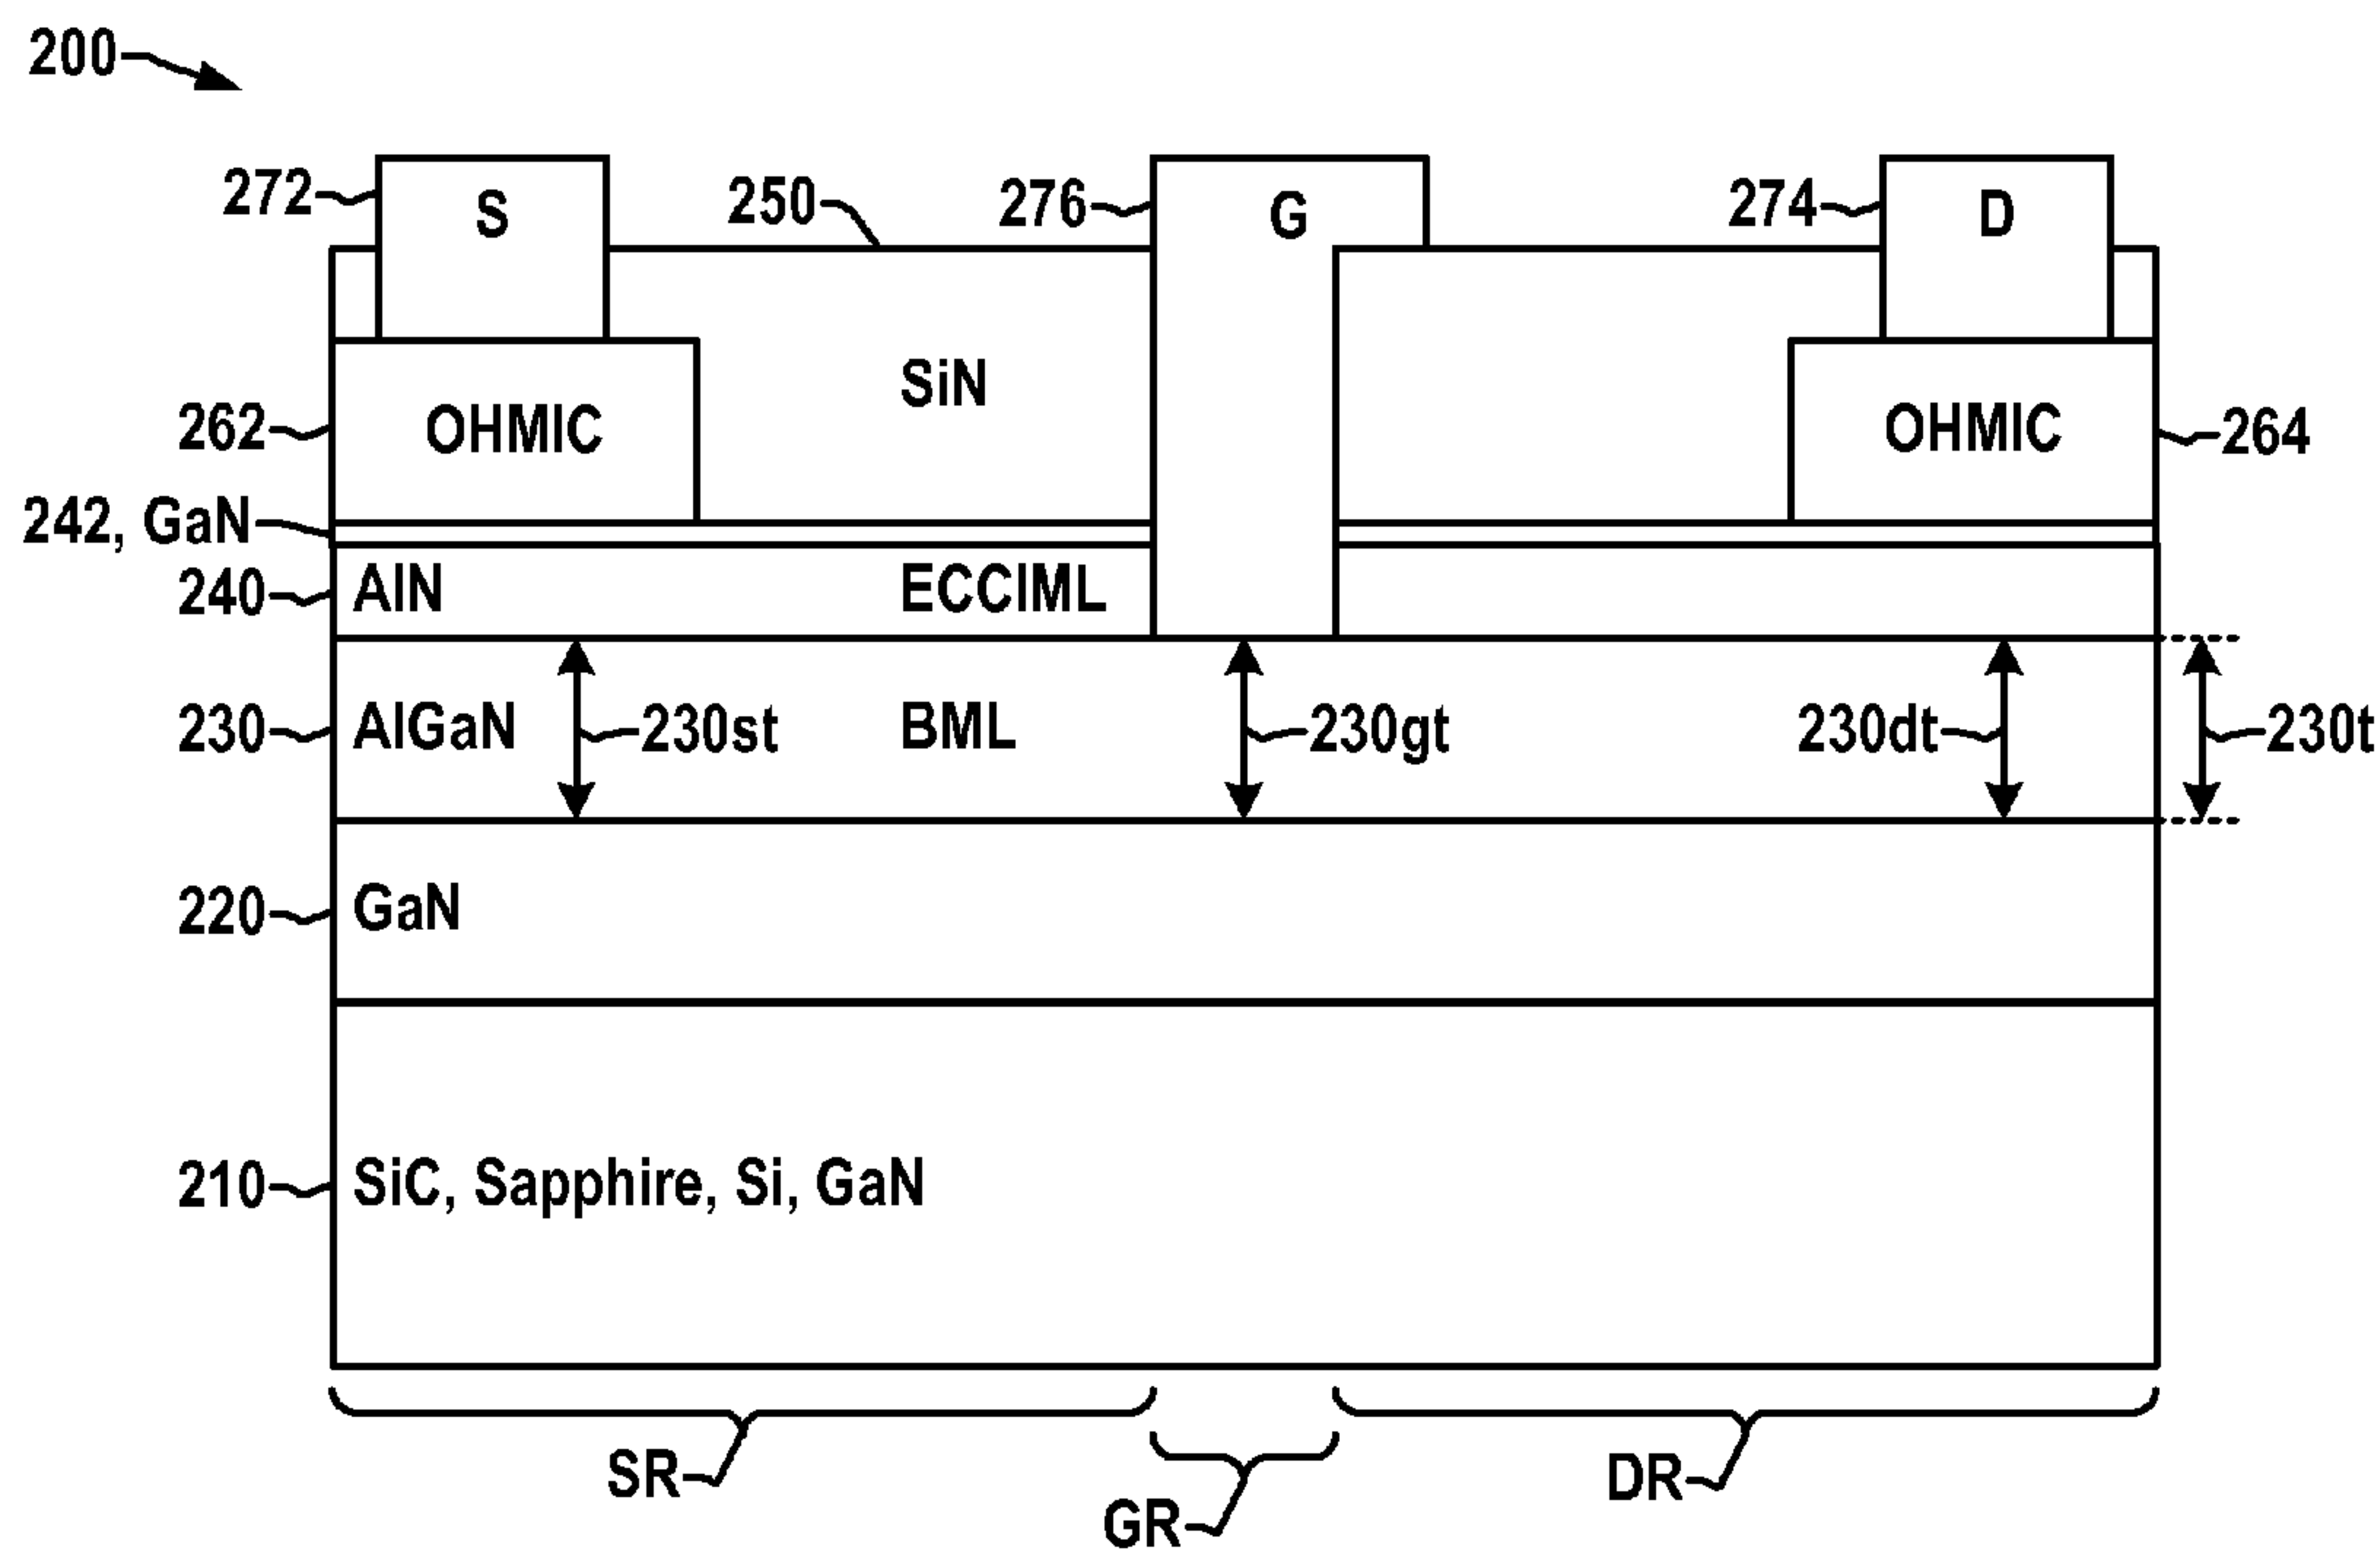 200
272
S
250
276
G
274
D
SiN
262
OHMIC
OHMIC
264
242, GaN
240
AlN
ECCIML
230
AlGaN
230st
BML
230gt
230dt
230t
220
GaN
210
SiC, Sapphire, Si, GaN
SR
GR
DR